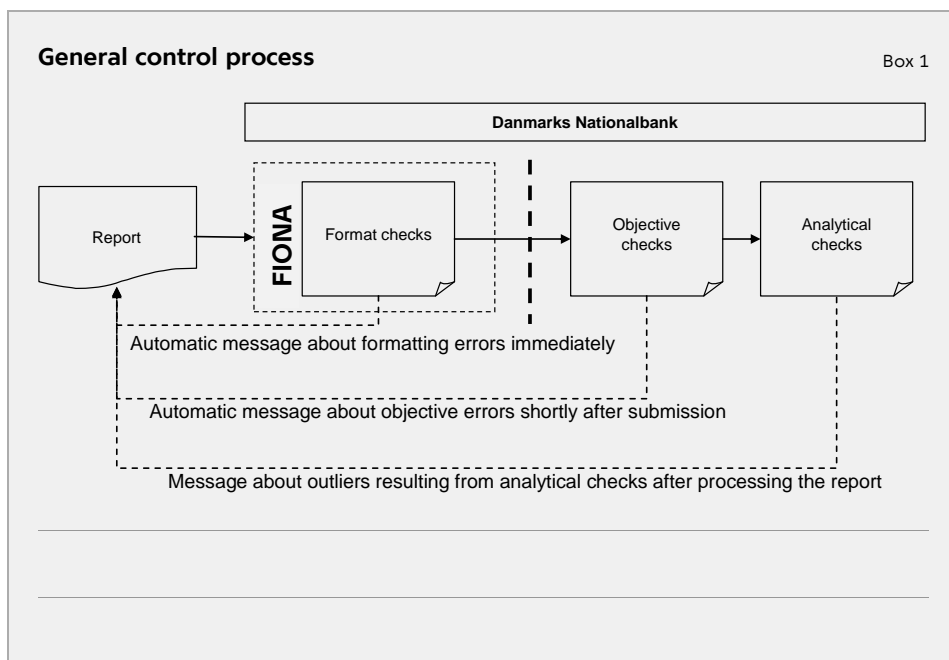 General control process
Box 1
Danmarks Nationalbank
Report
FIONA
Format checks
Objective
checks
Analytical
checks
Automatic message about formatting errors immediately
Automatic message about objective errors shortly after submission
Message about outliers resulting from analytical checks after processing the report